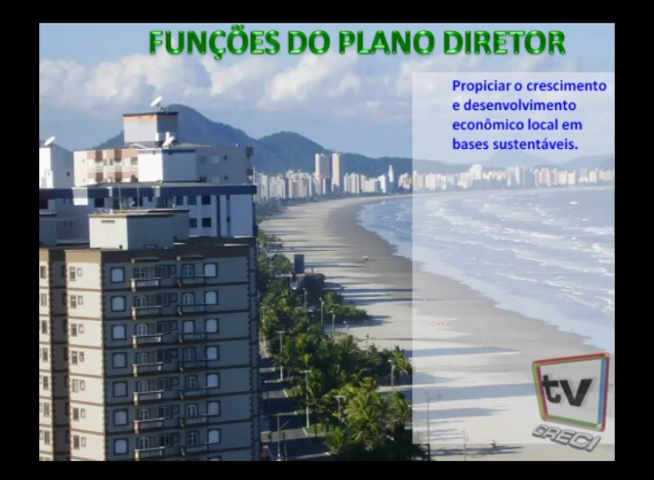 FUNÇÕES DO PLANO DIRETOR
Propiciar o crescimento
e desenvolvimento
econômico local em
bases sustentáveis.
tv
CRECI